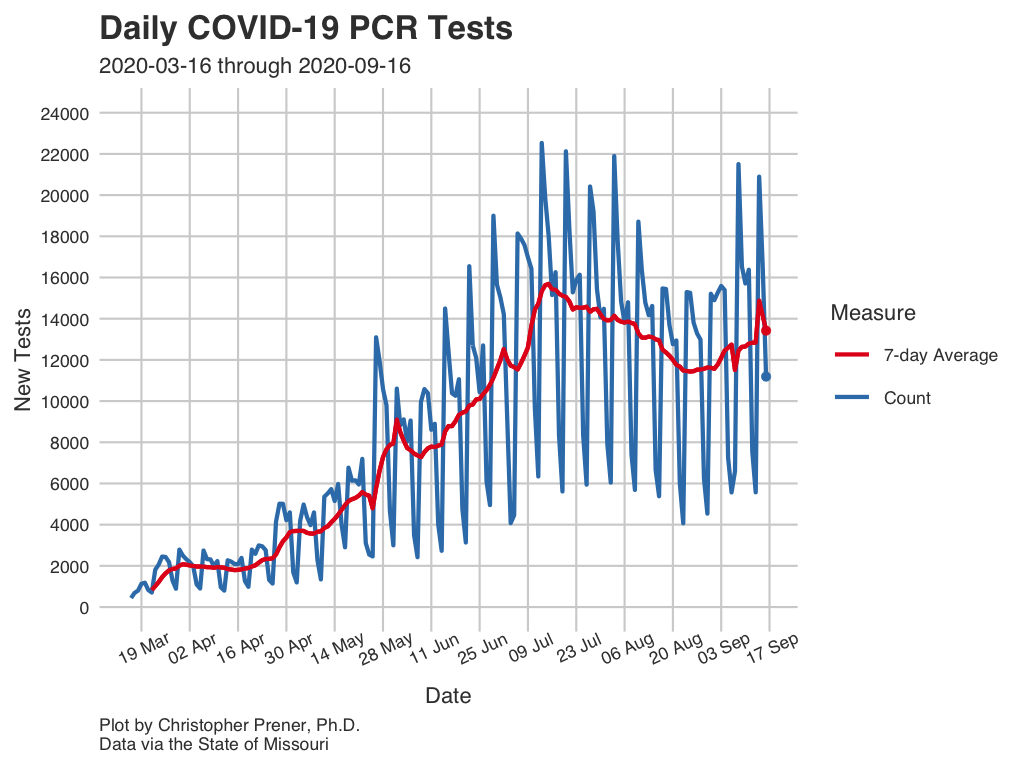 Daily COVID-19 PCR Tests
2020-03-16 through 2020-09-16
24000
22000
20000
18000
16000
14000
12000
10000
8000
6000
4000
2000
0
New Tests
19 Mar
02 Apr
16 Apr
30 Apr
14 May
28 May
11 Jun
25 Jun
09 Jul
23 Jul
06 Aug
20 Aug
03 Sep
17 Sep
Date
Measure
7-day Average
Count
Plot by Christopher Prener, Ph.D.
Data via the State of Missouri